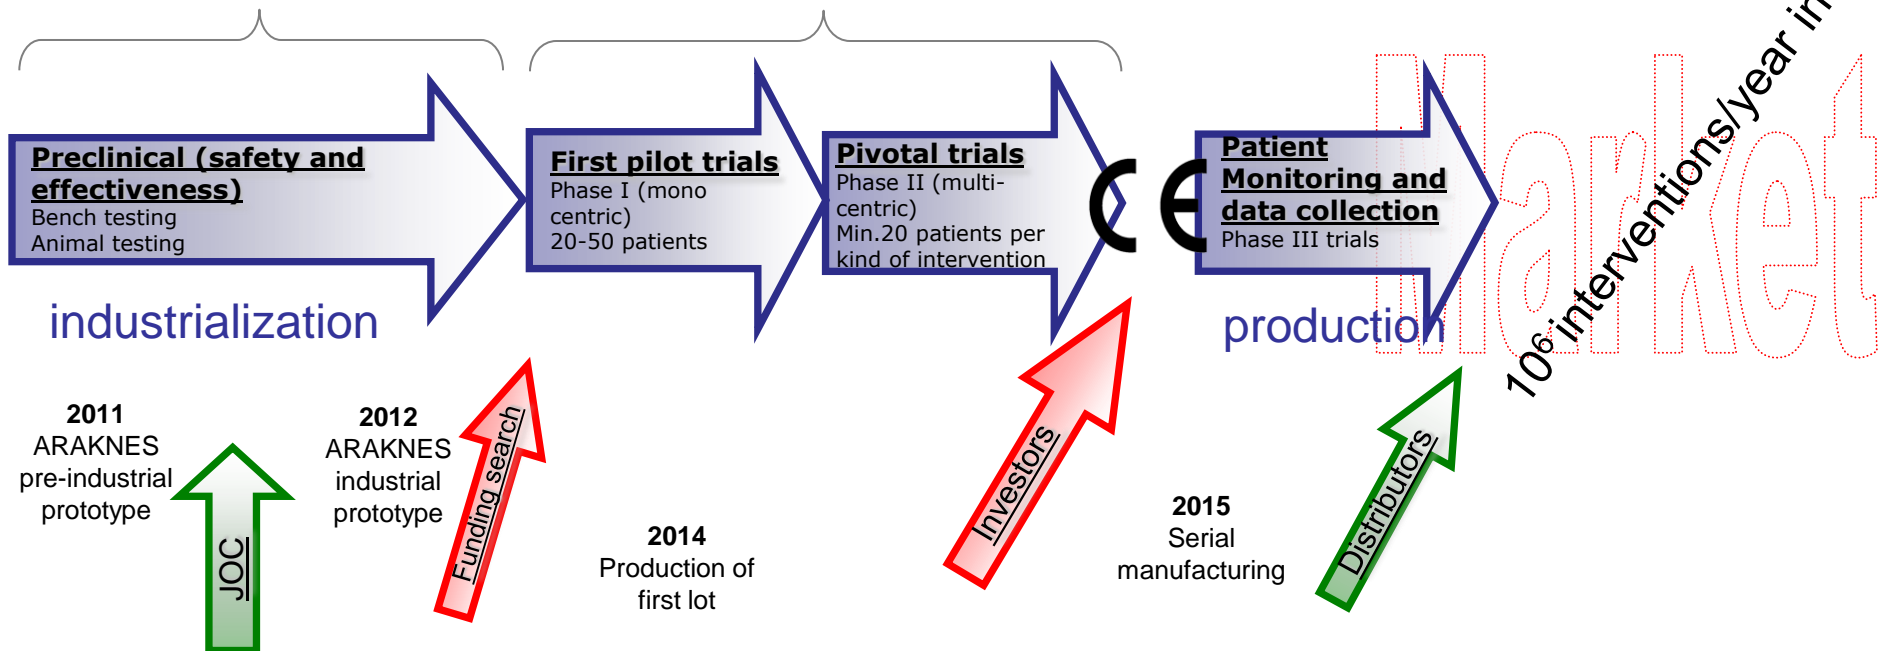 Preclinical (safety and
effectiveness)
Bench testing
Animal testing
First pilot trials
Phase I (mono
centric)
20-50 patients
Pivotal trials
Phase II (multi-
centric)
Min.20 patients per
kind of intervention
CE
Patient
Monitoring and
data collection
Phase III trials
Market
10⁶ interventions/year in
industrialization
production
2011
ARAKNES
pre-industrial
prototype
JOC
2012
ARAKNES
industrial
prototype
Funding search
2014
Production of
first lot
Investors
2015
Serial
manufacturing
Distributors